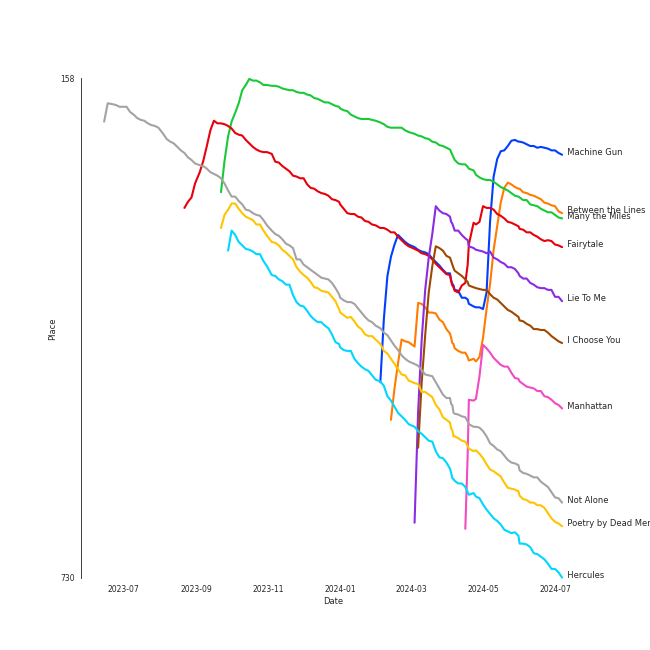 158
Machine Gun
Between the Lines
Many the Miles
Fairytale
Lie To Me
Place
I Choose You
Manhattan
Not Alone
Poetry by Dead Mer
Hercules
730
2023-07 2023-09 2023-11 2024-01 2024-03 2024-05 2024-07
Date